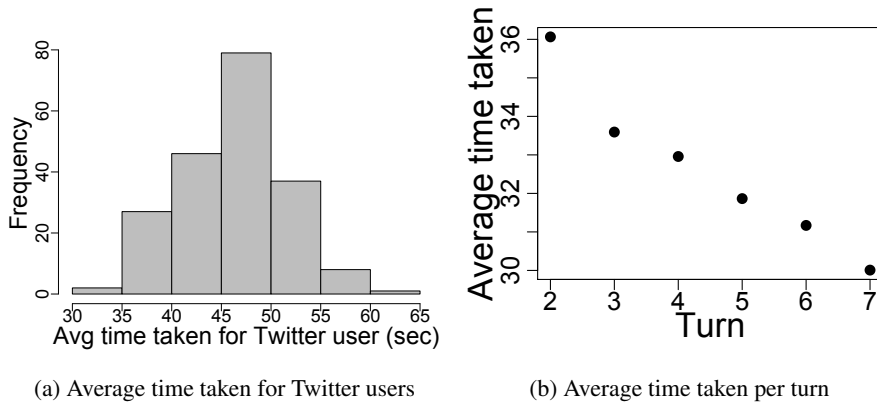 80
60
40
20
0
Frequency
30 35 40 45 50 55 60 65
Avg time taken for Twitter user (sec)
(a) Average time taken for Twitter users
36
34
32
30
Average time taken
2 3 4 5 6 7
Turn
(b) Average time taken per turn